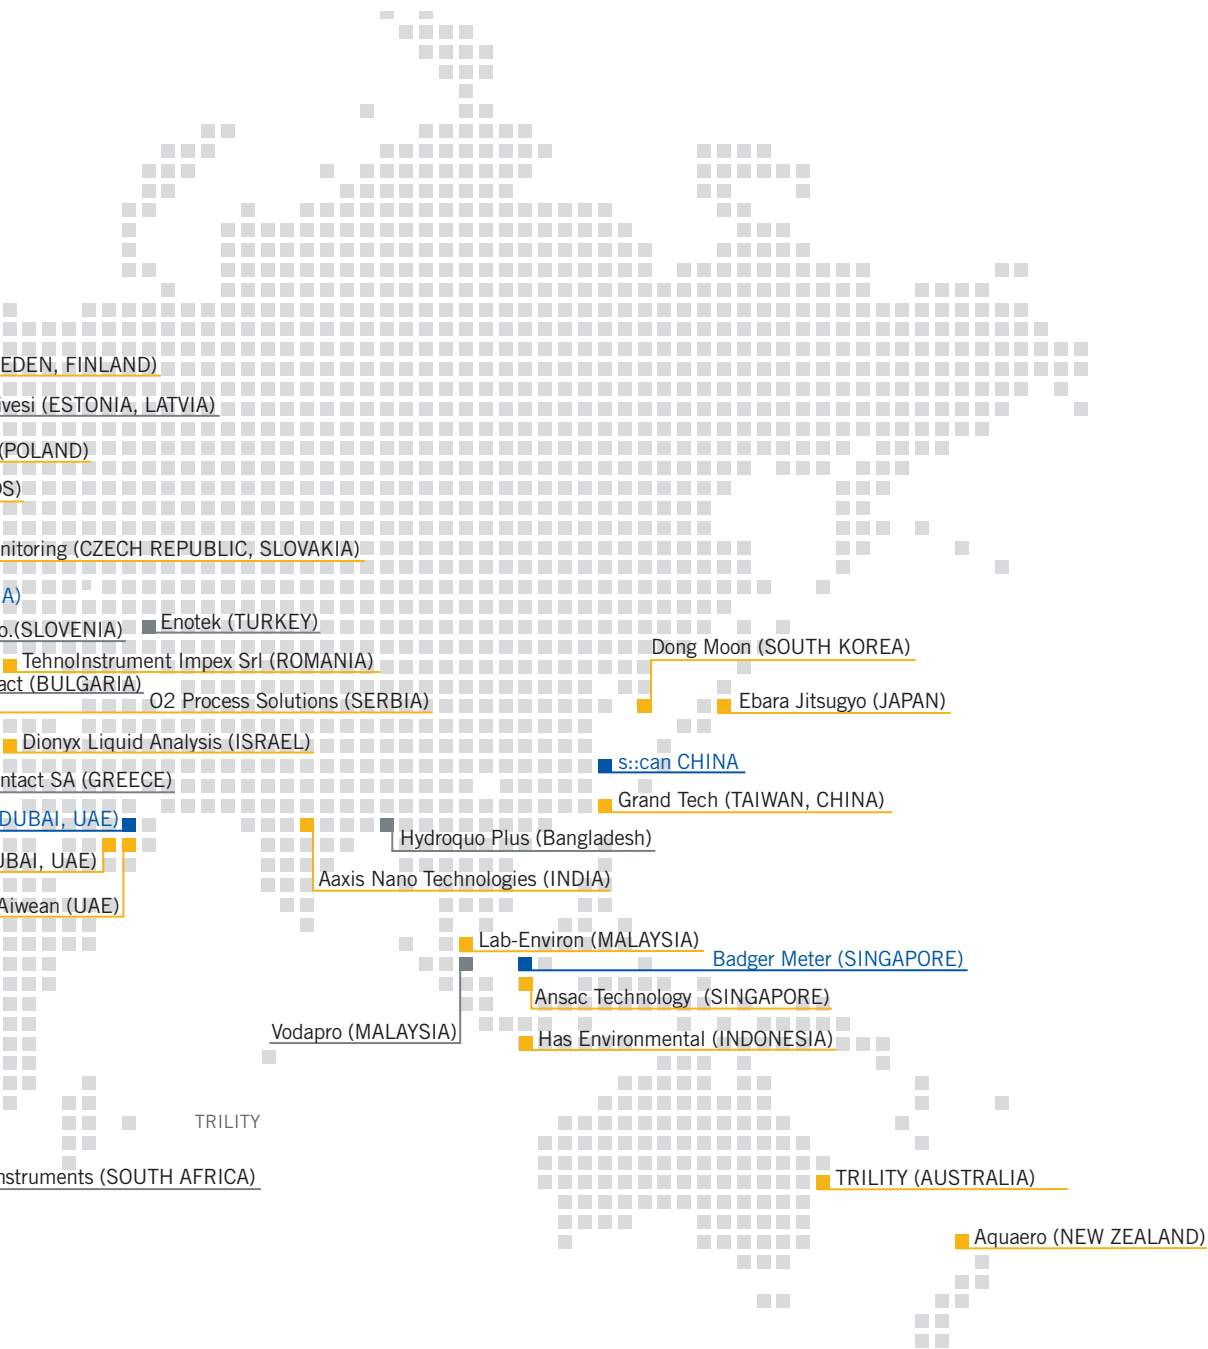 EDEN, FINLAND)
ivesi (ESTONIA, LATVIA)
(POLAND)
OS)
nitoring (CZECH REPUBLIC, SLOVAKIA)
A)
Enotek (TURKEY)
o.(SLOVENIA)
Dong Moon (SOUTH KOREA)
TehnoInstrument Impex Srl (ROMANIA)
act (BULGARIA)
O2 Process Solutions (SERBIA)
Ebara Jitsugyo (JAPAN)
Dionyx Liquid Analysis (ISRAEL)
s::can CHINA
ntact SA (GREECE)
Grand Tech (TAIWAN, CHINA)
DUBAI, UAE)
Hydroquo Plus (Bangladesh)
UBAI, UAE)
Aaxis Nano Technologies (INDIA)
Aiwean (UAE)
Lab-Environ (MALAYSIA)
Badger Meter (SINGAPORE)
Ansac Technology (SINGAPORE)
Vodapro (MALAYSIA)
Has Environmental (INDONESIA)
TRILITY
nstruments (SOUTH AFRICA)
TRILITY (AUSTRALIA)
Aquaero (NEW ZEALAND)